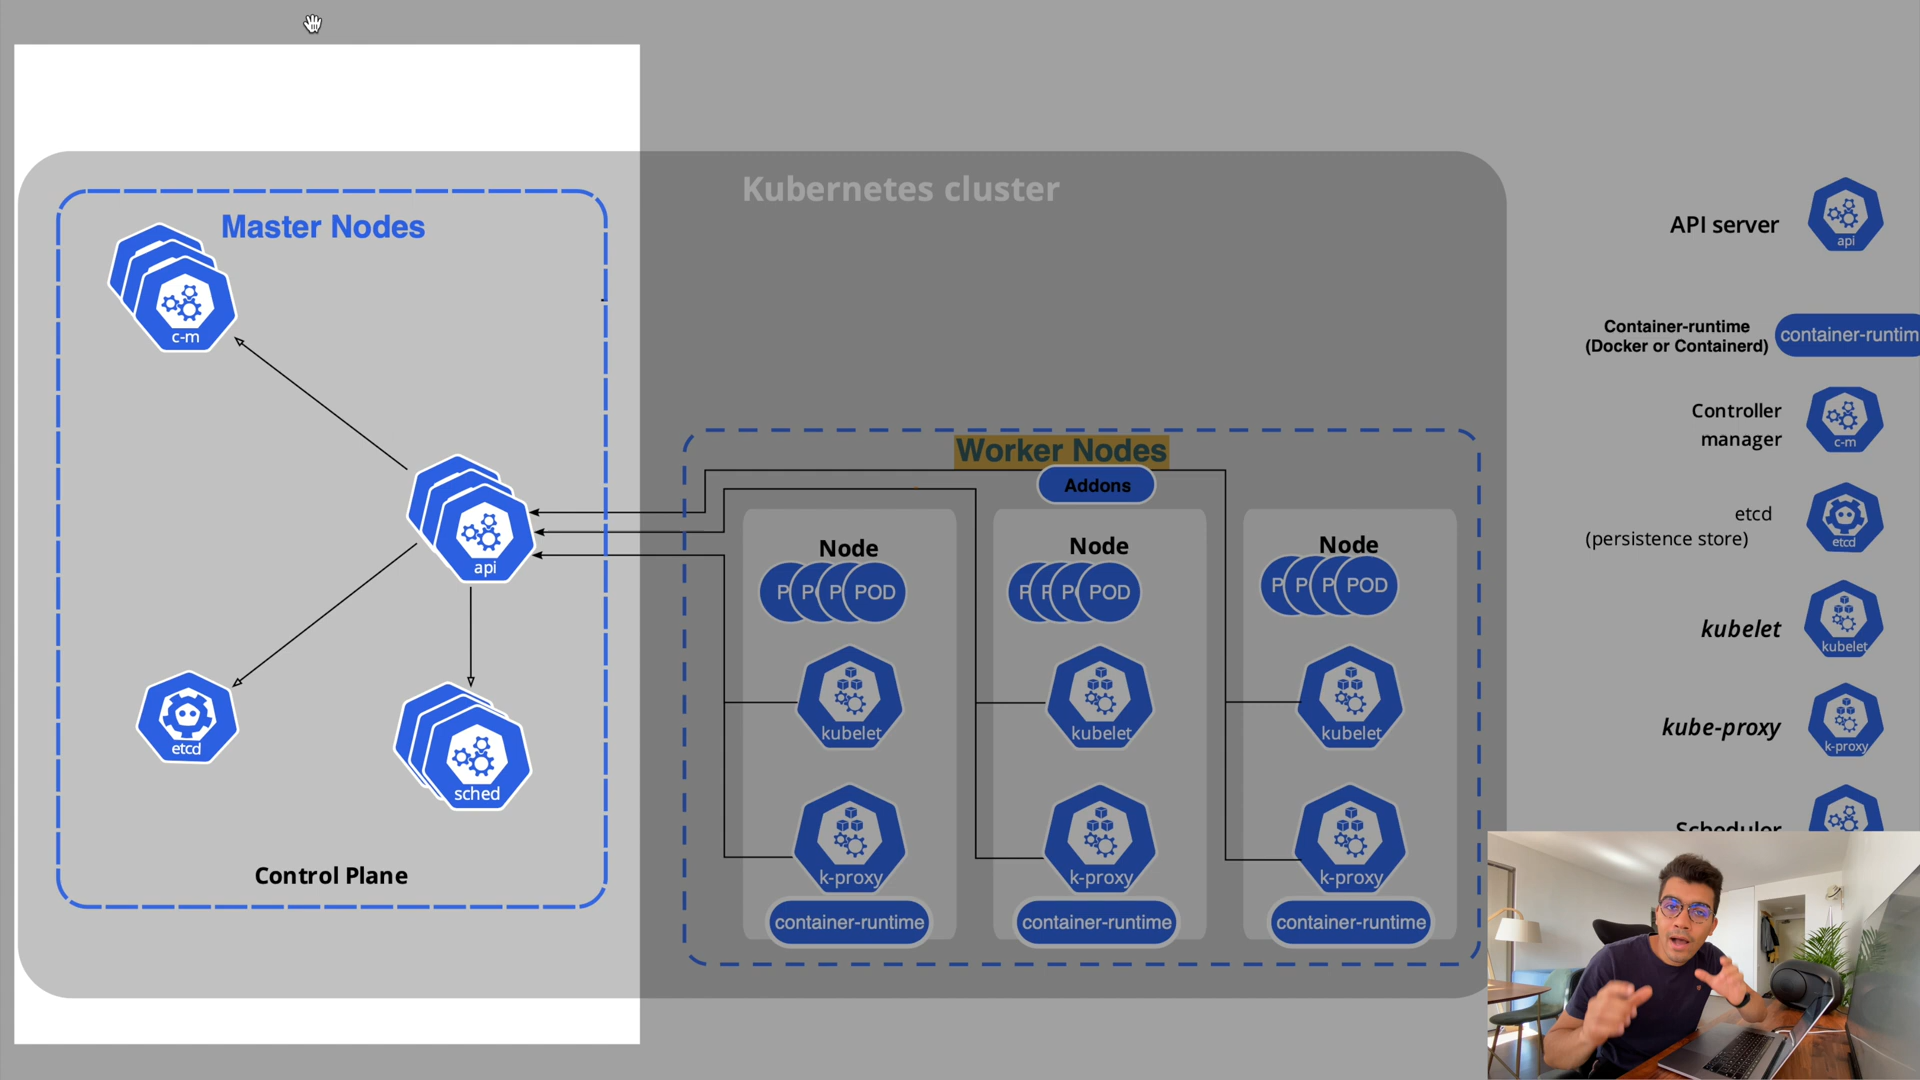 Kubernetes cluster
Master Nodes
c-m
api
etcd
sched
Control Plane
Worker Nodes
Addons
Node
POD
kubelet
k-proxy
container-runtime
Node
POD
kubelet
k-proxy
container-runtime
Node
POD
kubelet
k-proxy
container-runtime
API server
api
Container-runtime
(Docker or Containerd)
container-runtim
Controller
manager
c-m
etcd
(persistence store)
etcd
kubelet
kubelet
kube-proxy
k-proxy
Scheduler